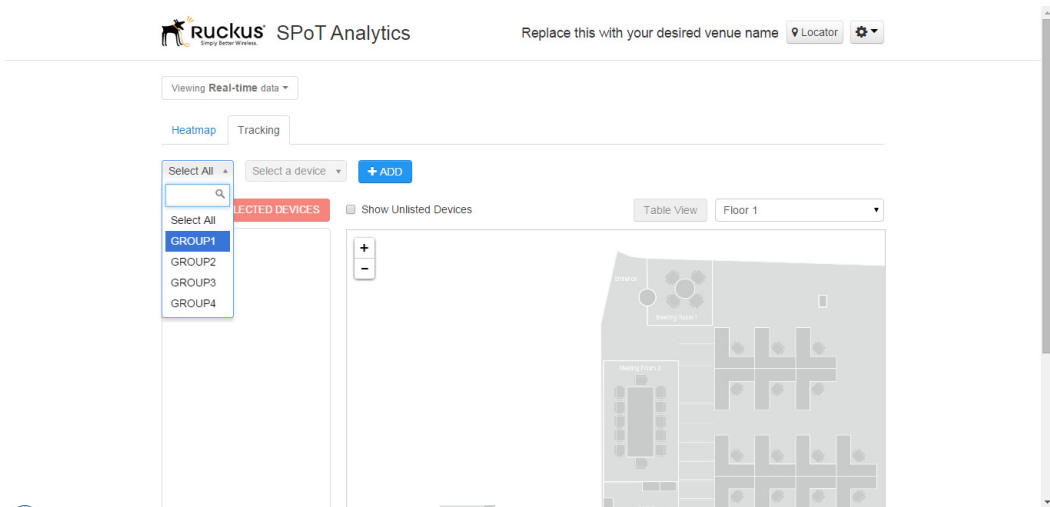 Ruckus®
Simply Better Wireless.
SPoT Analytics
Replace this with your desired venue name
Locator
Viewing Real-time data
Heatmap
Tracking
Select All
Select a device
+ ADD
LECTED DEVICES
Show Unlisted Devices
Table View
Floor 1
Select All
GROUP1
GROUP2
GROUP3
GROUP4
+
−
Meeting Room 1
Meeting Room 2